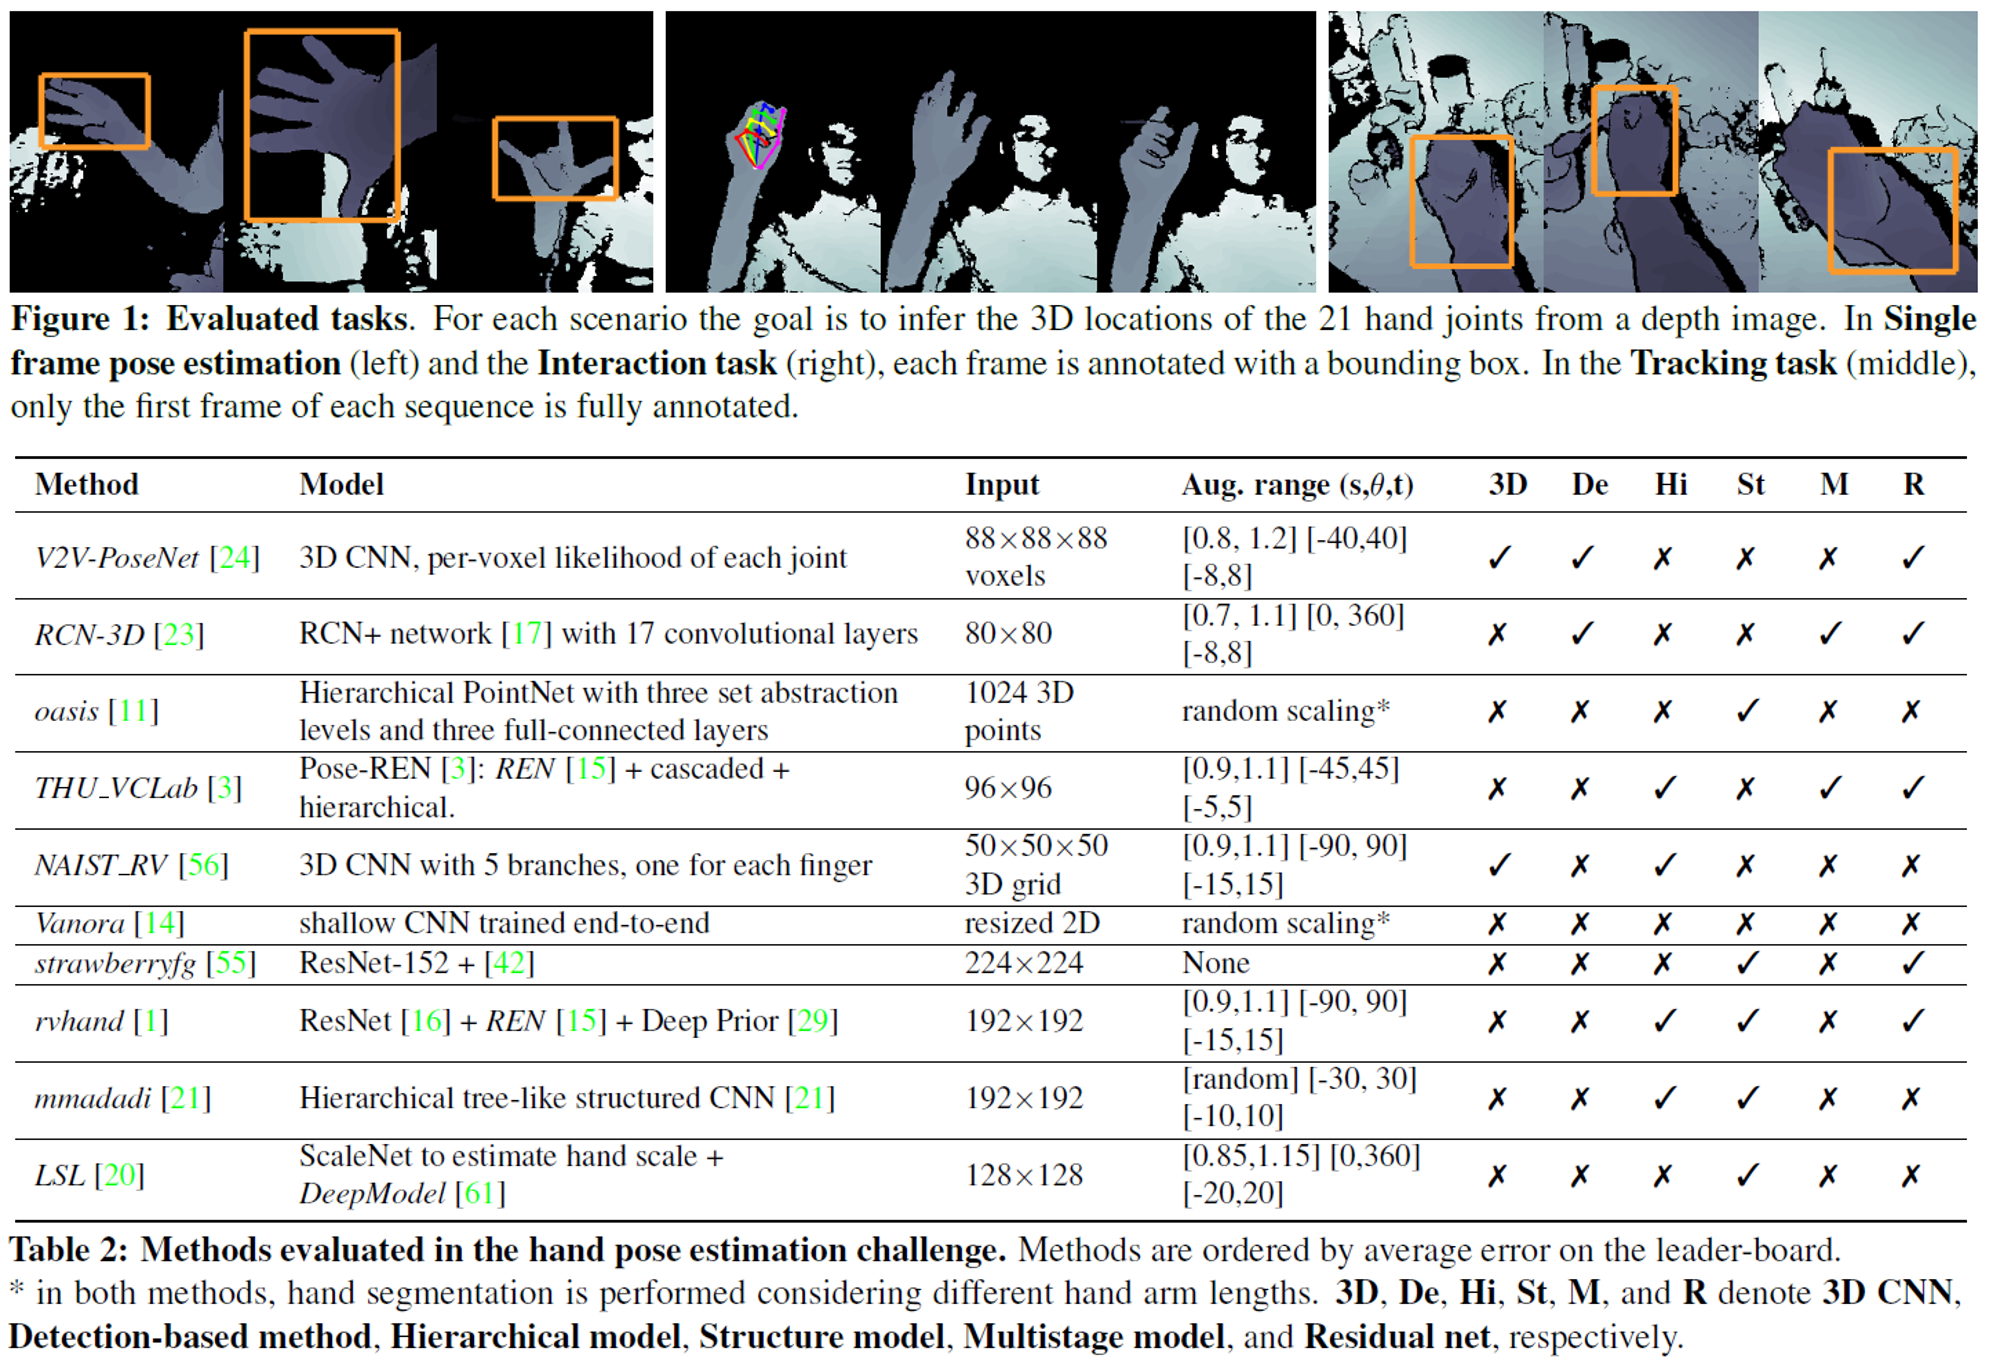 Figure 1: Evaluated tasks. For each scenario the goal is to infer the 3D locations of the 21 hand joints from a depth image. In Single
frame pose estimation (left) and the Interaction task (right), each frame is annotated with a bounding box. In the Tracking task (middle),
only the first frame of each sequence is fully annotated.
Method Model Input Aug. range (s,θ,t) 3D De Hi St M R
V2V-PoseNet [24] 3D CNN, per-voxel likelihood of each joint 88×88×88 voxels [0.8, 1.2] [-40,40] [-8,8] ✓ ✓ ✗ ✗ ✗ ✓
RCN-3D [23] RCN+ network [17] with 17 convolutional layers 80×80 [0.7, 1.1] [0, 360] [-8,8] ✗ ✓ ✗ ✗ ✓ ✓
oasis [11] Hierarchical PointNet with three set abstraction levels and three full-connected layers 1024 3D points random scaling* ✗ ✗ ✗ ✓ ✗ ✗
THU_VCLab [3] Pose-REN [3]: REN [15] + cascaded + hierarchical. 96×96 [0.9,1.1] [-45,45] [-5,5] ✗ ✗ ✓ ✗ ✓ ✓
NAIST_RV [56] 3D CNN with 5 branches, one for each finger 50×50×50 3D grid [0.9,1.1] [-90, 90] [-15,15] ✓ ✗ ✓ ✗ ✗ ✗
Vanora [14] shallow CNN trained end-to-end resized 2D random scaling* ✗ ✗ ✗ ✗ ✗ ✗
strawberryfg [55] ResNet-152 + [42] 224×224 None ✗ ✗ ✗ ✓ ✗ ✓
rvhand [1] ResNet [16] + REN [15] + Deep Prior [29] 192×192 [0.9,1.1] [-90, 90] [-15,15] ✗ ✗ ✓ ✓ ✗ ✓
mmadadi [21] Hierarchical tree-like structured CNN [21] 192×192 [random] [-30, 30] [-10,10] ✗ ✗ ✓ ✓ ✗ ✗
LSL [20] ScaleNet to estimate hand scale + DeepModel [61] 128×128 [0.85,1.15] [0,360] [-20,20] ✗ ✗ ✗ ✓ ✗ ✗
Table 2: Methods evaluated in the hand pose estimation challenge. Methods are ordered by average error on the leader-board.
* in both methods, hand segmentation is performed considering different hand arm lengths. 3D, De, Hi, St, M, and R denote 3D CNN,
Detection-based method, Hierarchical model, Structure model, Multistage model, and Residual net, respectively.